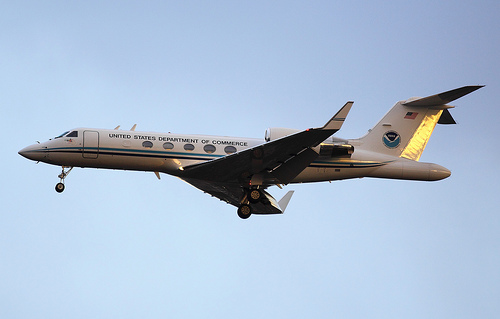 UNITED STATES DEPARTMENT OF COMMERCE